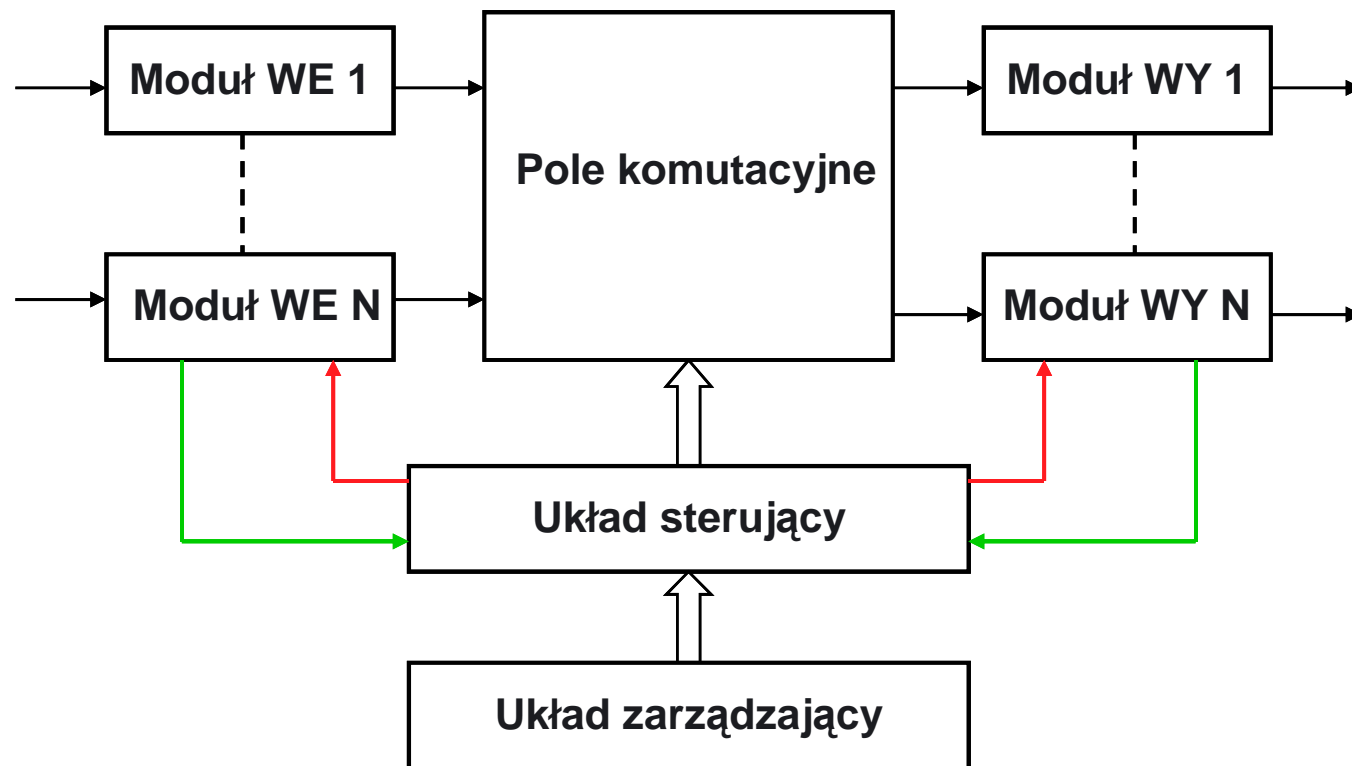 Moduł WE 1
Moduł WY 1
Pole komutacyjne
Moduł WE N
Moduł WY N
Układ sterujący
Układ zarządzający